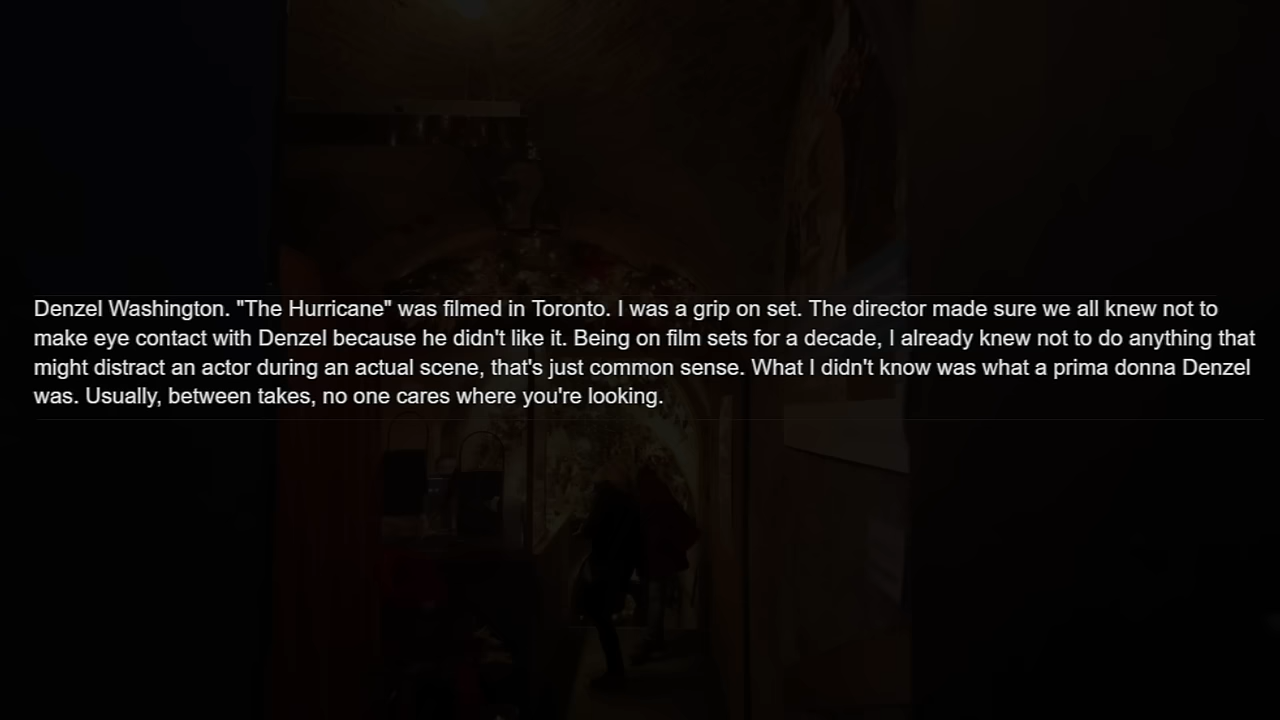 Denzel Washington. "The Hurricane" was filmed in Toronto. I was a grip on set. The director made sure we all knew not to
make eye contact with Denzel because he didn't like it. Being on film sets for a decade, I already knew not to do anything that
might distract an actor during an actual scene, that's just common sense. What I didn't know was what a prima donna Denzel
was. Usually, between takes, no one cares where you're looking.